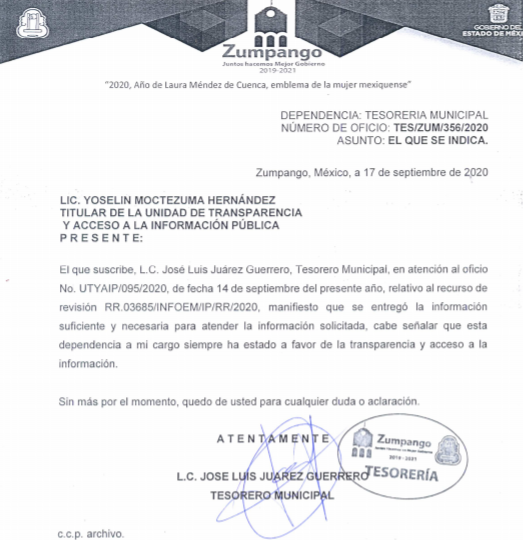 GOBIERNO DEL
ESTADO DE MÉXICO
Zumpango
Juntos hacemos Mejor Gobierno
2019-2021
"2020, Año de Laura Méndez de Cuenca, emblema de la mujer mexiquense"
DEPENDENCIA: TESORERIA MUNICIPAL
NÚMERO DE OFICIO: TES/ZUM/356/2020
ASUNTO: EL QUE SE INDICA.
Zumpango, México, a 17 de septiembre de 2020
LIC. YOSELIN MOCTEZUMA HERNÁNDEZ
TITULAR DE LA UNIDAD DE TRANSPARENCIA
Y ACCESO A LA INFORMACIÓN PÚBLICA
P R E S E N T E:
El que suscribe, L.C. José Luis Juárez Guerrero, Tesorero Municipal, en atención al oficio
No. UTYAIP/095/2020, de fecha 14 de septiembre del presente año, relativo al recurso de
revisión RR.03685/INFOEM/IP/RR/2020, manifiesto que se entregó la información
suficiente y necesaria para atender la información solicitada, cabe señalar que esta
dependencia a mi cargo siempre ha estado a favor de la transparencia y acceso a la
información.
Sin más por el momento, quedo de usted para cualquier duda o aclaración.
A T E N T A M E N T E
L.C. JOSE LUIS JUAREZ GUERRERO
TESORERO MUNICIPAL
Zumpango
2019 - 2021
TESORERÍA
c.c.p. archivo.